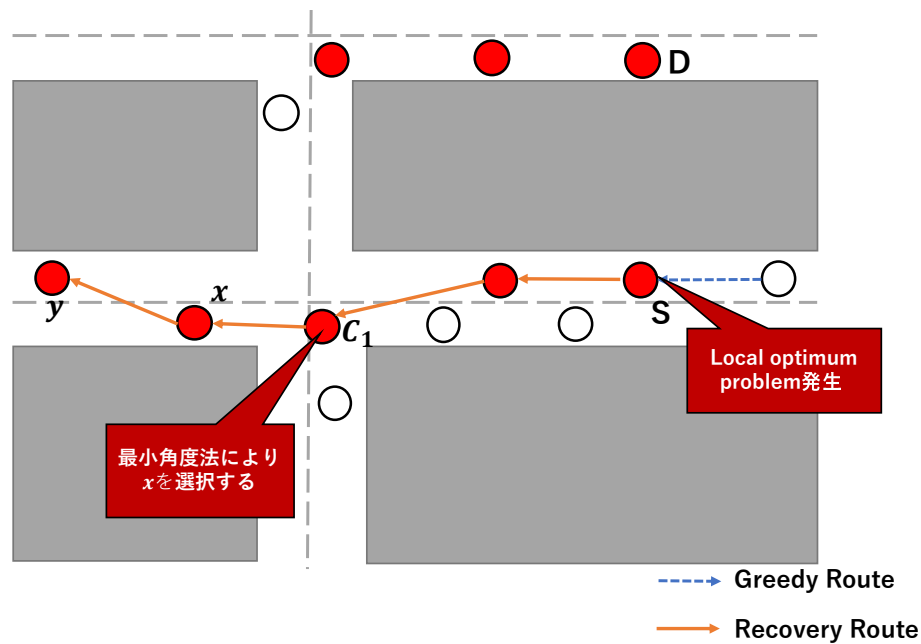 D
y
x
C₁
S
Local optimum
problem発生
最小角度法により
xを選択する
Greedy Route
Recovery Route